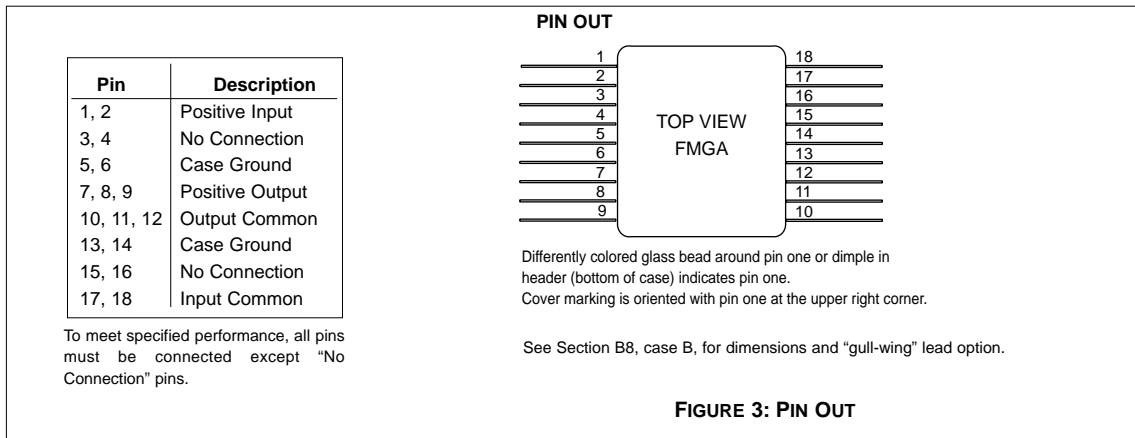 PIN OUT
Pin Description
1, 2 Positive Input
3, 4 No Connection
5, 6 Case Ground
7, 8, 9 Positive Output
10, 11, 12 Output Common
13, 14 Case Ground
15, 16 No Connection
17, 18 Input Common
To meet specified performance, all pins
must be connected except “No
Connection” pins.
1 18
2 17
3 16
4 15
5 14
6 13
7 12
8 11
9 10
TOP VIEW
FMGA
Differently colored glass bead around pin one or dimple in
header (bottom of case) indicates pin one.
Cover marking is oriented with pin one at the upper right corner.
See Section B8, case B, for dimensions and “gull-wing” lead option.
FIGURE 3: PIN OUT